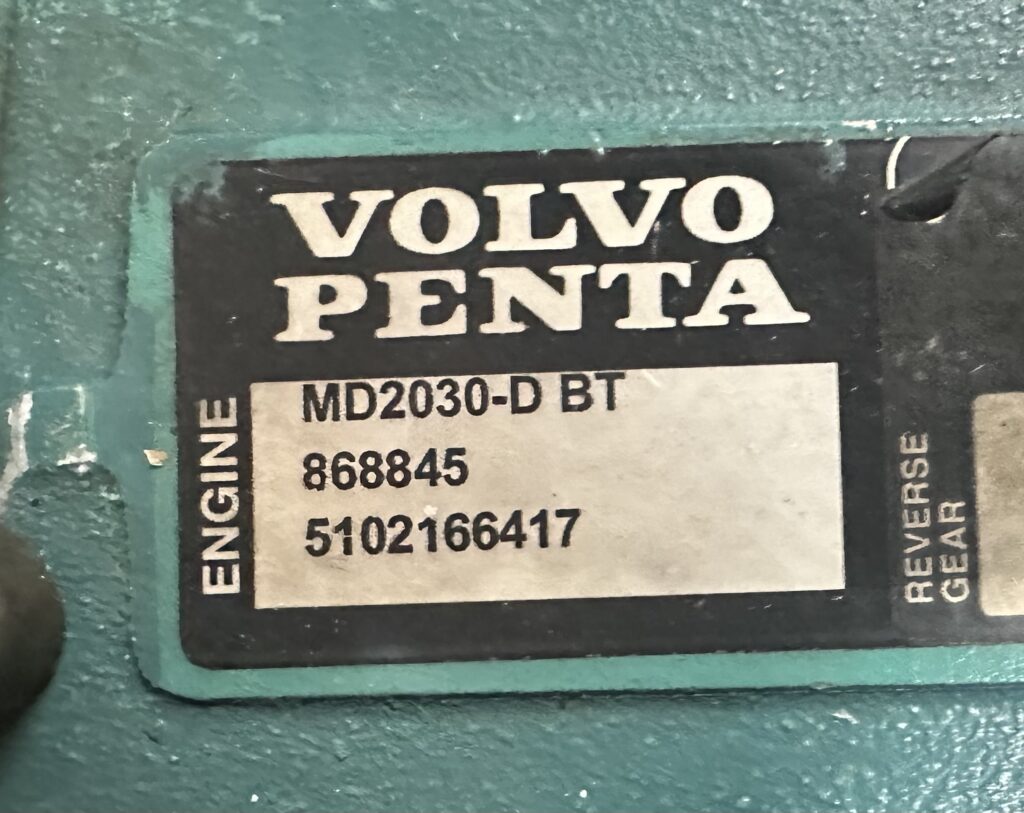 VOLVO
PENTA
ENGINE
MD2030-D BT
868845
5102166417
REVERSE
GEAR